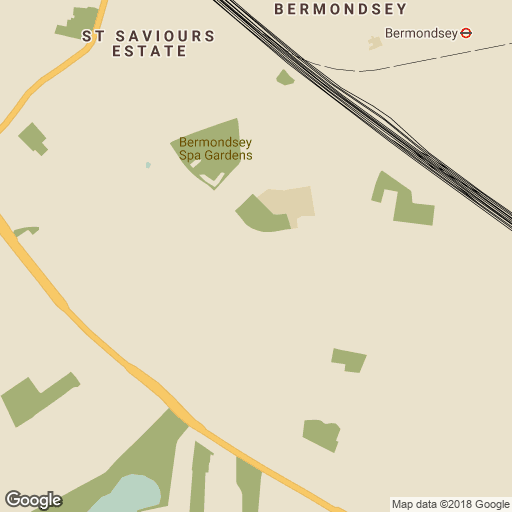 BERMONDSEY
ST SAVIOURS
ESTATE
Bermondsey
Bermondsey
Spa Gardens
Google
Map data ©2018 Google